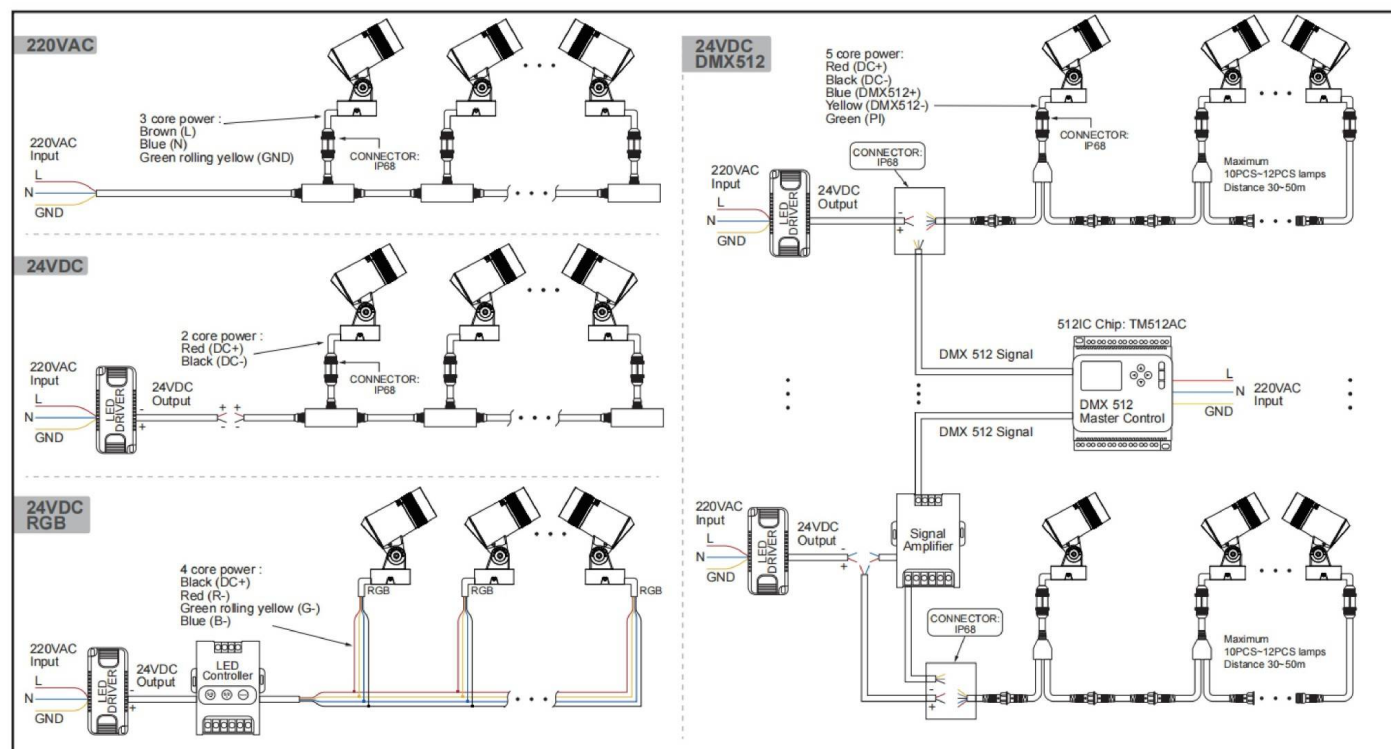 220VAC
3 core power :
Brown (L)
Blue (N)
Green rolling yellow (GND)
220VAC
Input
L
N
GND
CONNECTOR:
IP68
24VDC
2 core power :
Red (DC+)
Black (DC-)
220VAC
Input
L
N
GND
LED
DRIVER
24VDC
Output
-
+
+ +
- -
CONNECTOR:
IP68
24VDC
RGB
4 core power :
Black (DC+)
Red (R-)
Green rolling yellow (G-)
Blue (B-)
RGB
RGB
RGB
220VAC
Input
L
N
GND
LED
DRIVER
24VDC
Output
-
+
LED
Controller
24VDC
DMX512
5 core power:
Red (DC+)
Black (DC-)
Blue (DMX512+)
Yellow (DMX512-)
Green (PI)
CONNECTOR:
IP68
CONNECTOR:
IP68
220VAC
Input
L
N
GND
LED
DRIVER
24VDC
Output
-
+
Maximum
10PCS~12PCS lamps
Distance 30~50m
512IC Chip: TM512AC
DMX 512 Signal
DMX 512
Master Control
L
N
GND
220VAC
Input
DMX 512 Signal
220VAC
Input
L
N
GND
LED
DRIVER
24VDC
Output
-
+
Signal
Amplifier
CONNECTOR:
IP68
-
+
Maximum
10PCS~12PCS lamps
Distance 30~50m